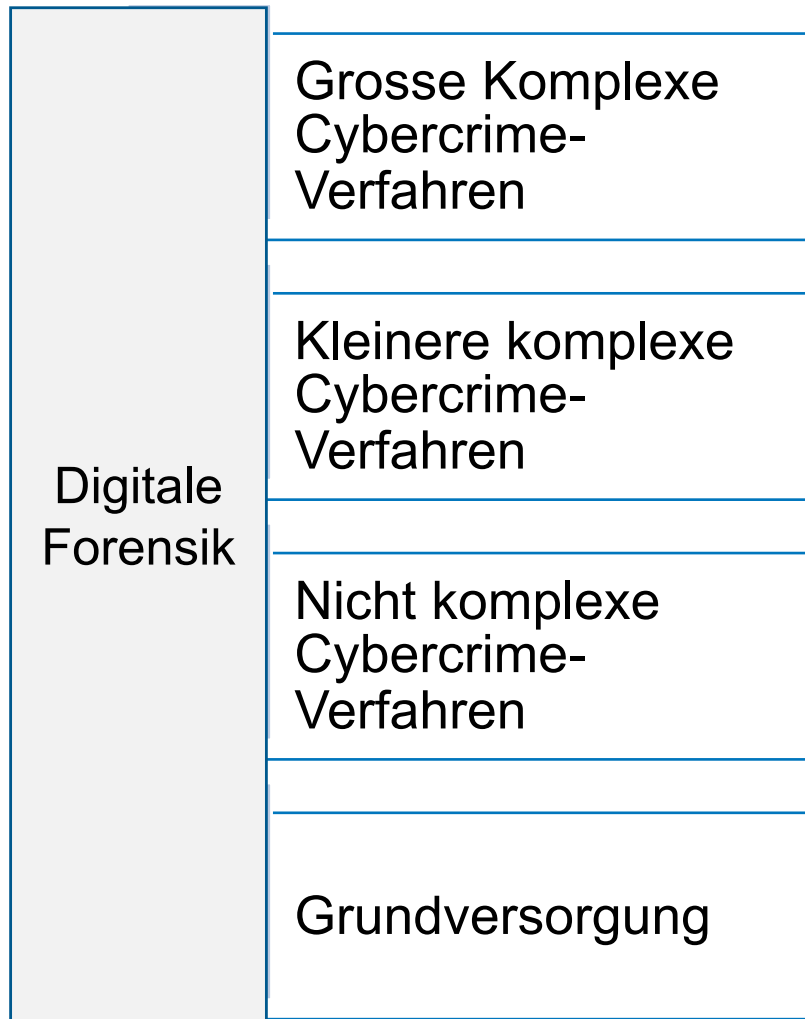 Digitale
Forensik
Grosse Komplexe
Cybercrime-
Verfahren
Kleinere komplexe
Cybercrime-
Verfahren
Nicht komplexe
Cybercrime-
Verfahren
Grundversorgung